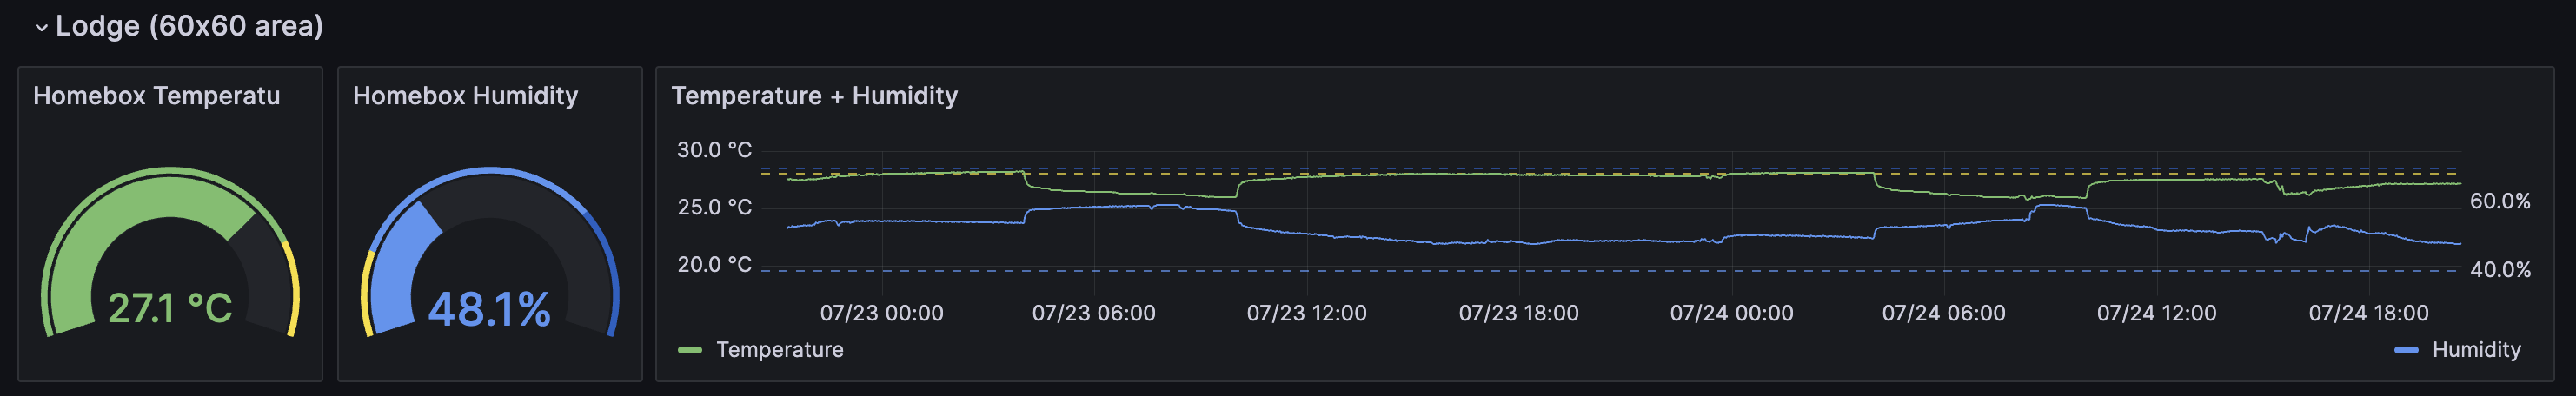 Lodge (60x60 area)
Homebox Temperatu
27.1 °C
Homebox Humidity
48.1%
Temperature + Humidity
30.0 °C
25.0 °C
20.0 °C
60.0%
40.0%
07/23 00:00 07/23 06:00 07/23 12:00 07/23 18:00 07/24 00:00 07/24 06:00 07/24 12:00 07/24 18:00
Temperature
Humidity